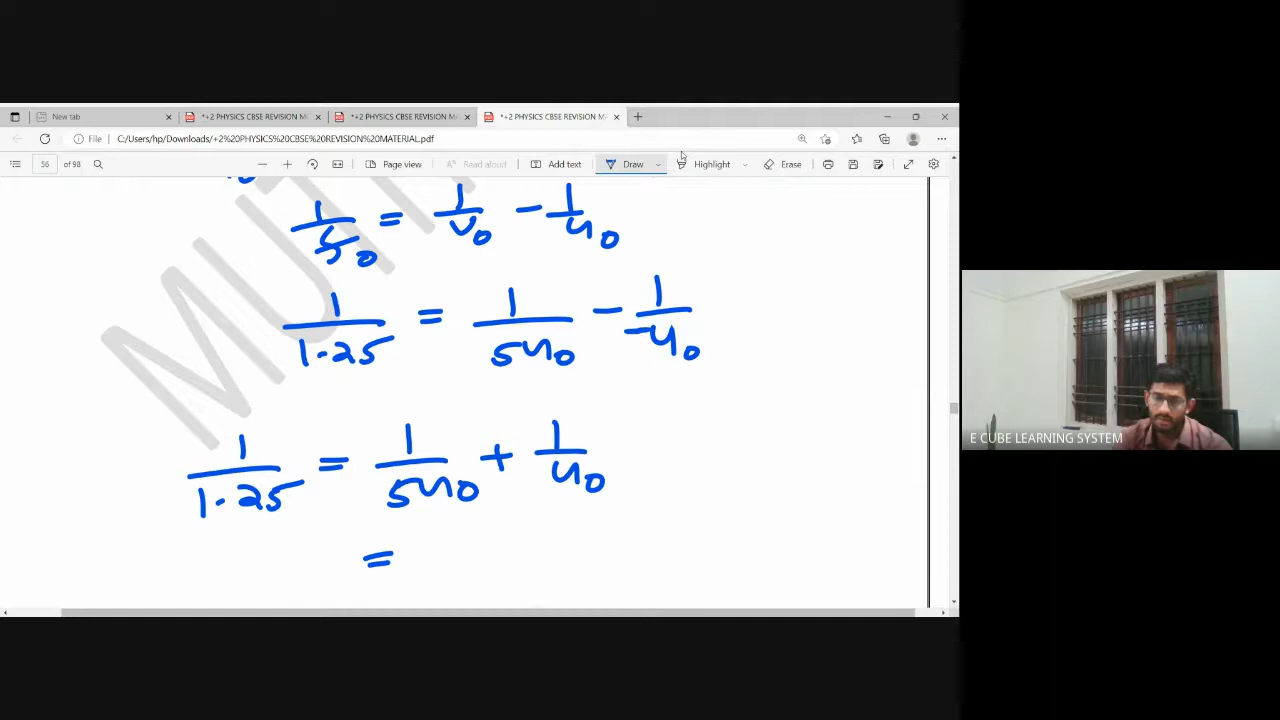 New tab
*+2 PHYSICS CBSE REVISION M
*+2 PHYSICS CBSE REVISION MA
*+2 PHYSICS CBSE REVISION MA
File
C:/Users/hp/Downloads/+2%20PHYSICS%20CBSE%20REVISION%20MATERIAL.pdf
56 of 98
Page view
Read aloud
Add text
Draw
Highlight
Erase
MUT
1/f₀ = 1/v₀ - 1/u₀
1/1.25 = 1/5u₀ - 1/-u₀
1/1.25 = 1/5u₀ + 1/u₀
=
E CUBE LEARNING SYSTEM